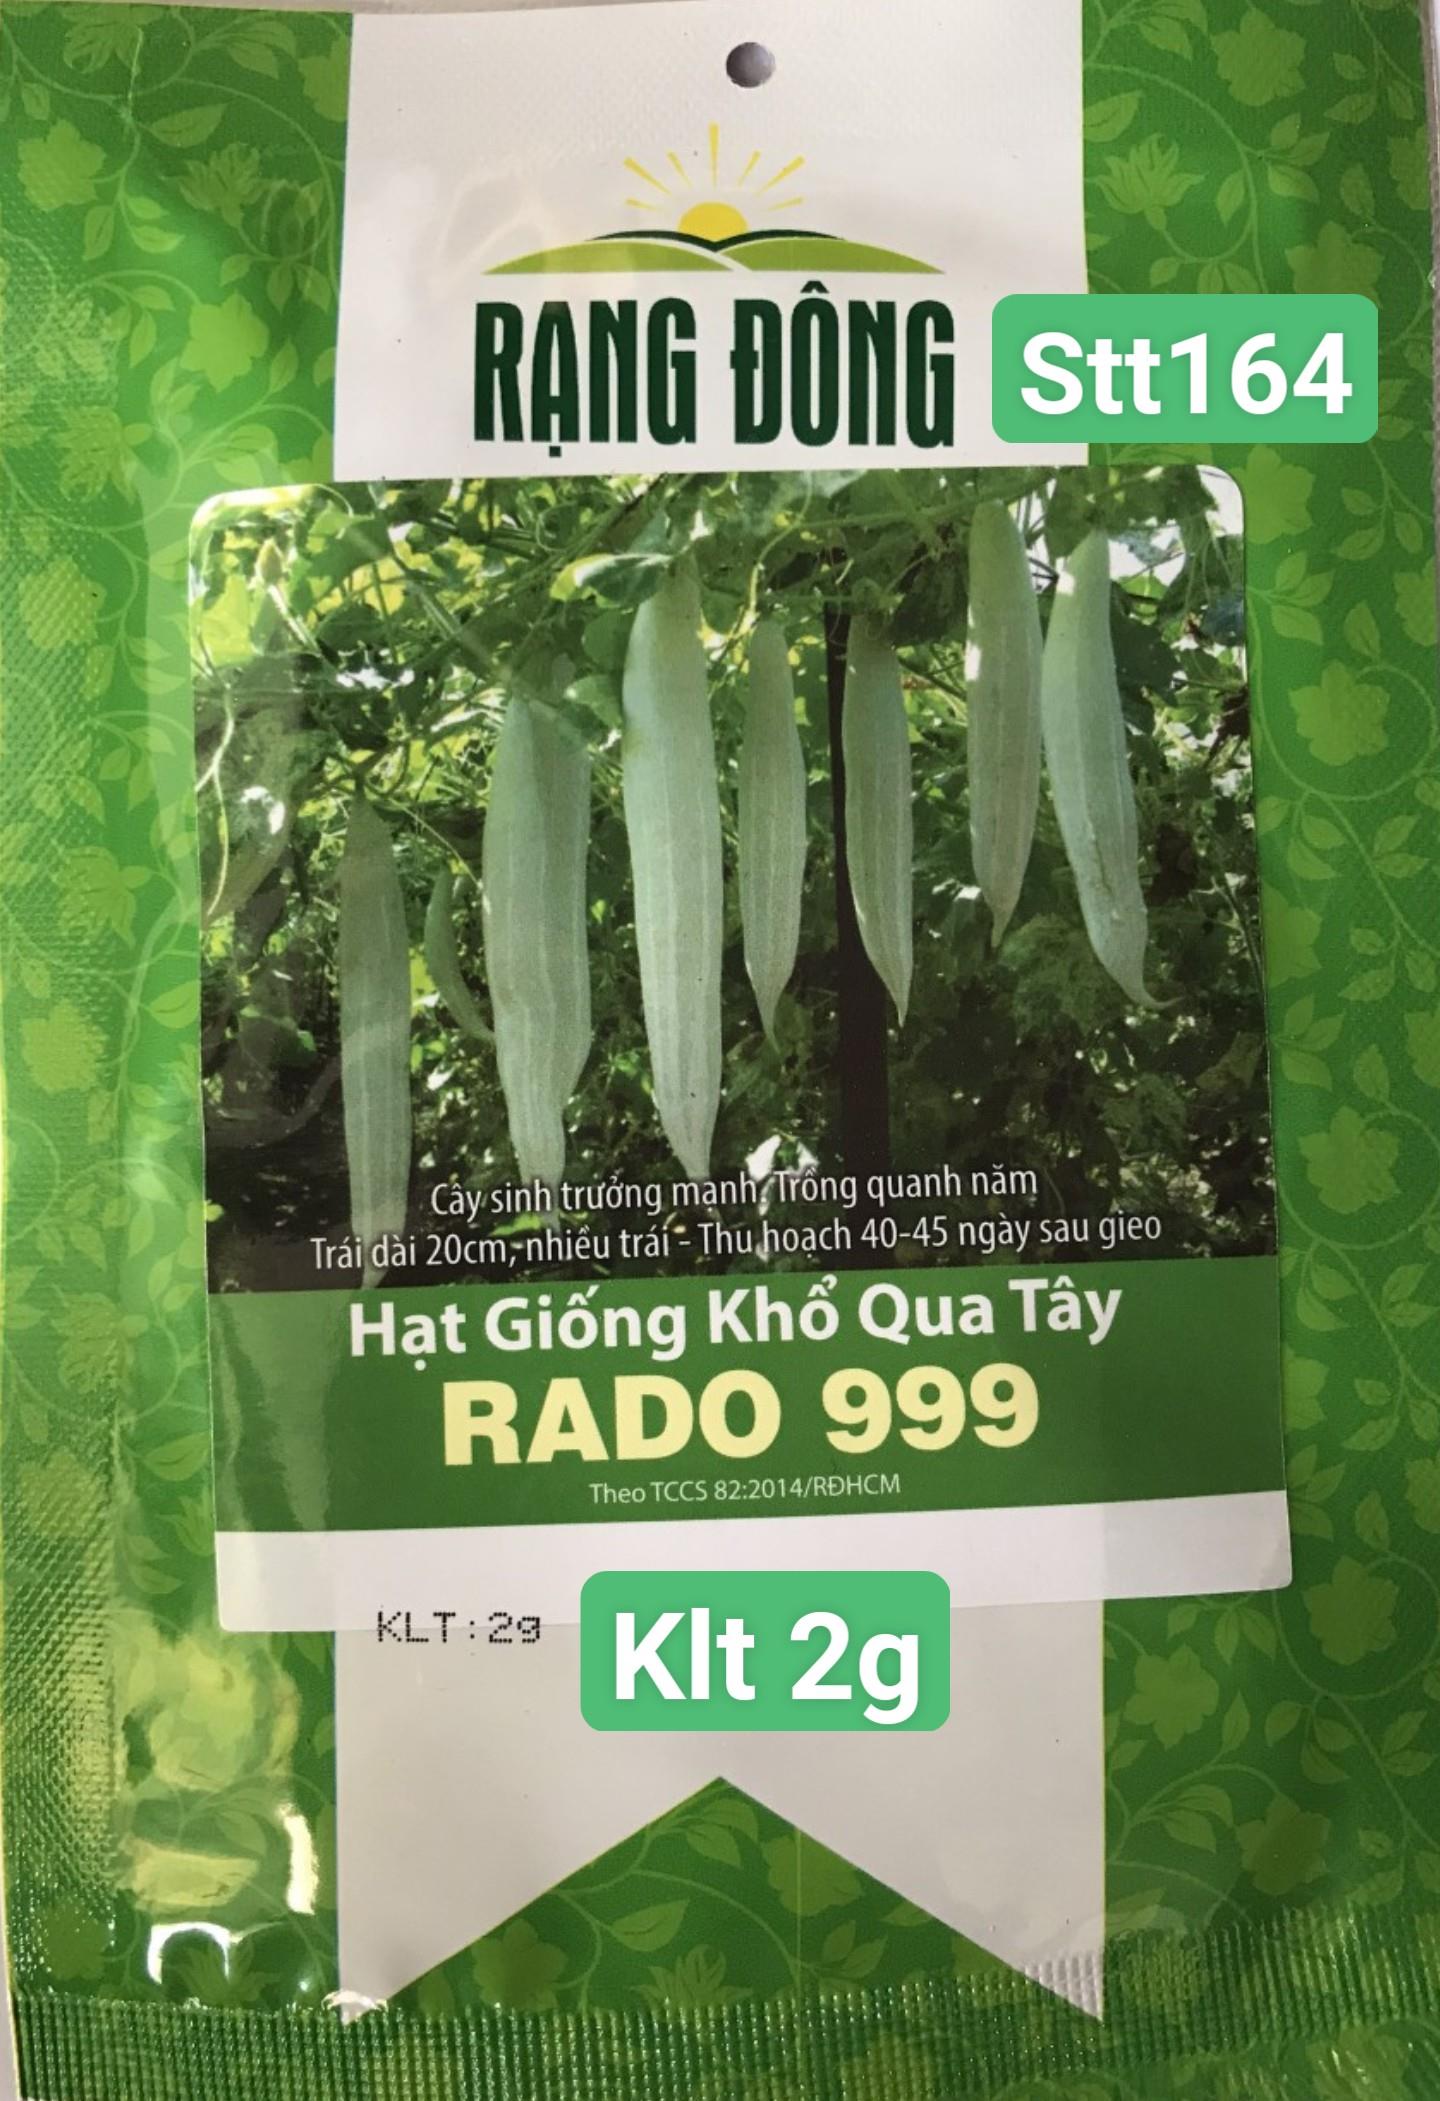 RẠNG ĐÔNG
Stt164
Cây sinh trưởng mạnh. Trồng quanh năm
Trái dài 20cm, nhiều trái - Thu hoạch 40-45 ngày sau gieo
Hạt Giống Khổ Qua Tây
RADO 999
Theo TCCS 82:2014/RĐHCM
KLT:2g
Klt 2g